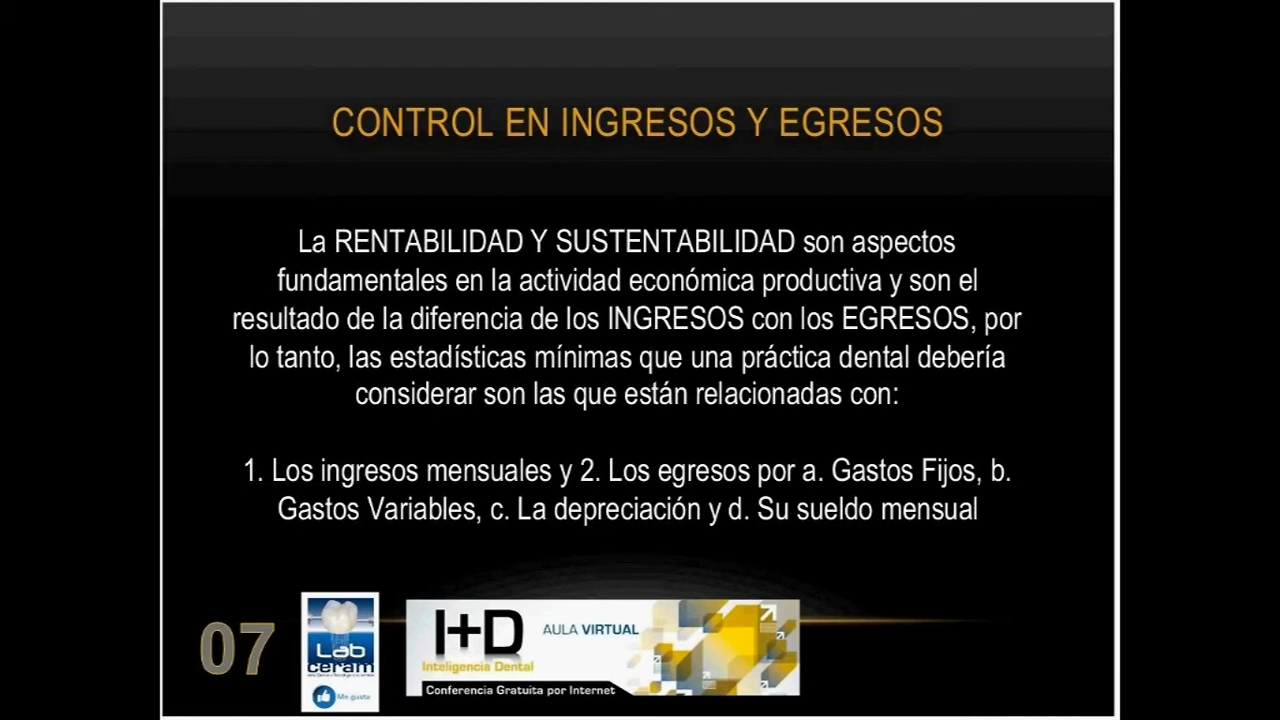 CONTROL EN INGRESOS Y EGRESOS
La RENTABILIDAD Y SUSTENTABILIDAD son aspectos
fundamentales en la actividad económica productiva y son el
resultado de la diferencia de los INGRESOS con los EGRESOS, por
lo tanto, las estadísticas mínimas que una práctica dental debería
considerar son las que están relacionadas con:
1. Los ingresos mensuales y 2. Los egresos por a. Gastos Fijos, b.
Gastos Variables, c. La depreciación y d. Su sueldo mensual
07
Lab
ceram
Me gusta
I+D
AULA VIRTUAL
Inteligencia Dental
Conferencia Gratuita por Internet